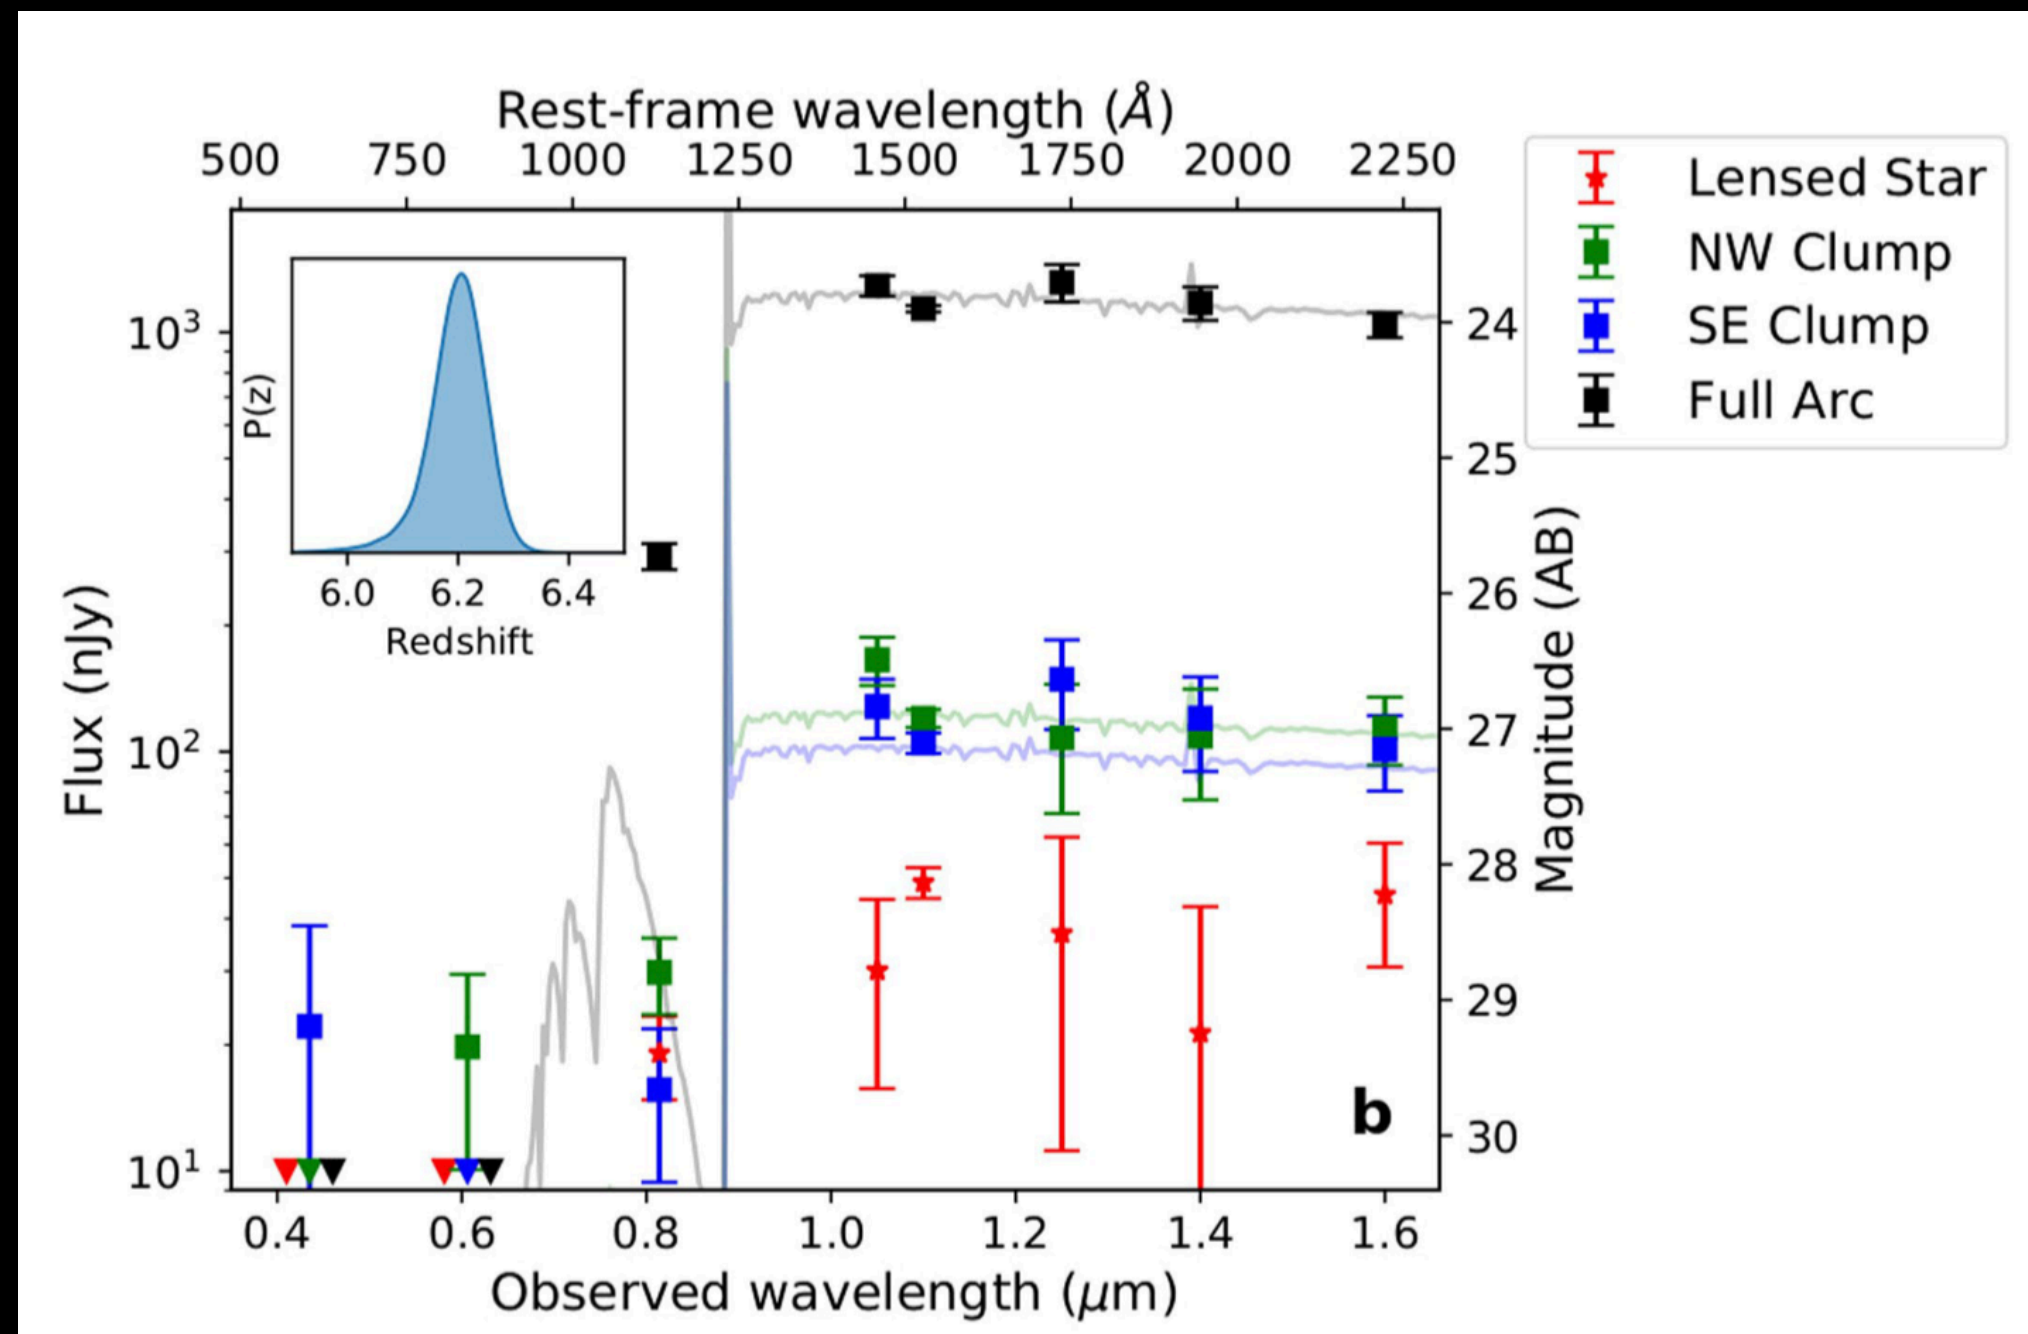 Rest-frame wavelength (Å)
500 750 1000 1250 1500 1750 2000 2250
Lensed Star
NW Clump
SE Clump
Full Arc
P(z)
6.0 6.2 6.4
Redshift
Flux (nJy)
10³
10²
10¹
24
25
26
27
28
29
30
Magnitude (AB)
b
0.4 0.6 0.8 1.0 1.2 1.4 1.6
Observed wavelength (μm)